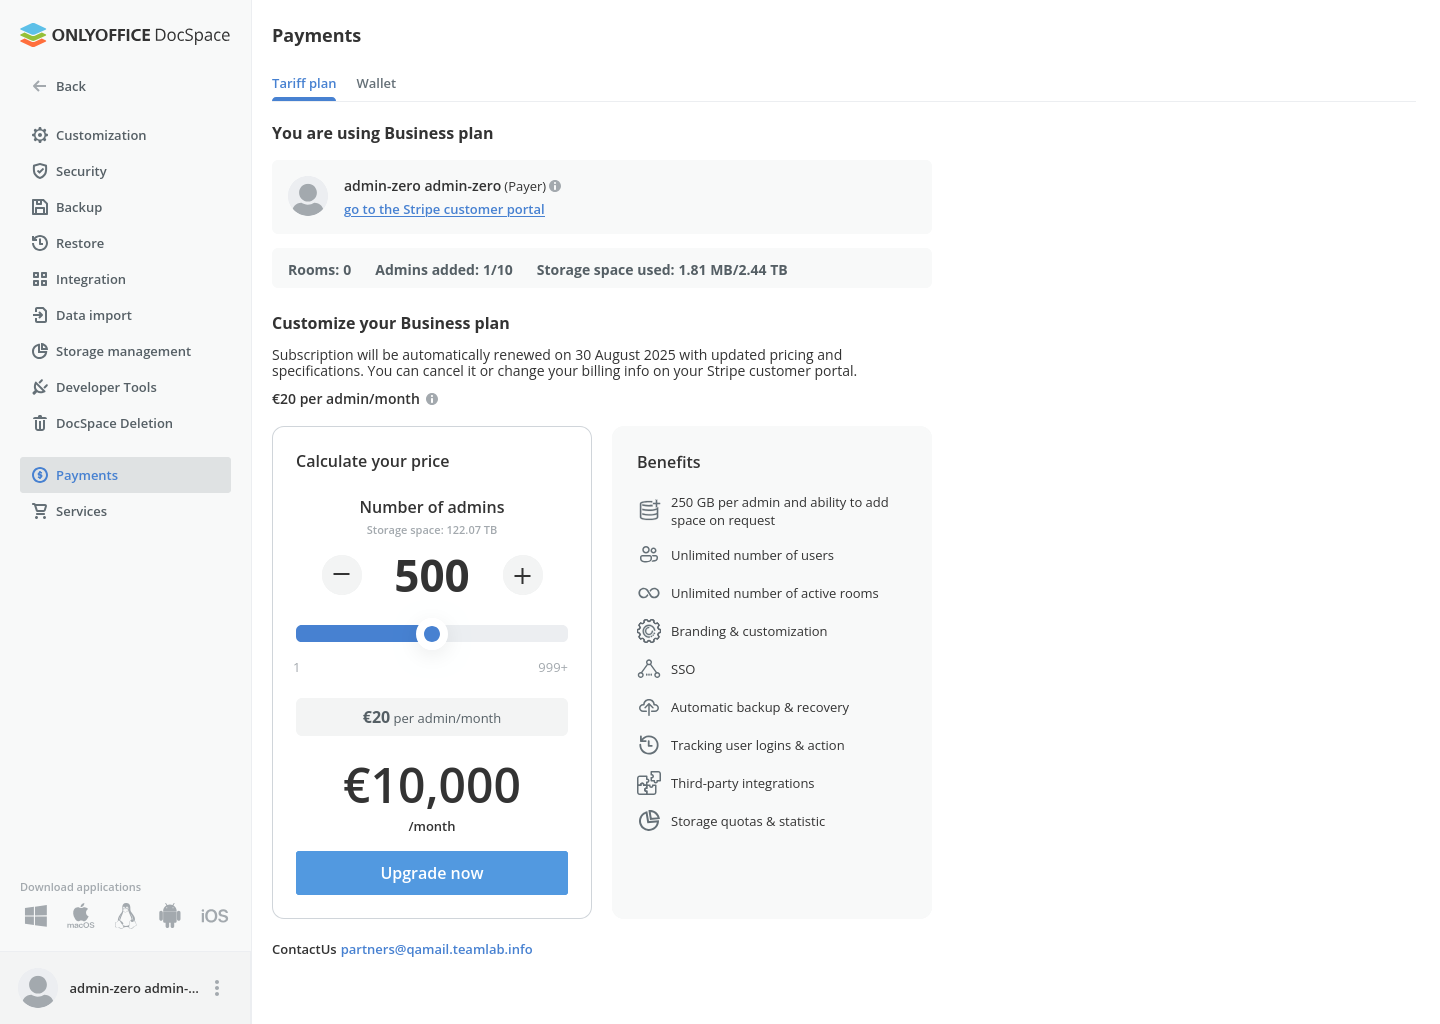 ONLYOFFICE DocSpace
Back
Customization
Security
Backup
Restore
Integration
Data import
Storage management
Developer Tools
DocSpace Deletion
Payments
Services
Download applications
macOS
iOS
admin-zero admin-...
Payments
Tariff plan
Wallet
You are using Business plan
admin-zero admin-zero (Payer)
go to the Stripe customer portal
Rooms: 0 Admins added: 1/10 Storage space used: 1.81 MB/2.44 TB
Customize your Business plan
Subscription will be automatically renewed on 30 August 2025 with updated pricing and
specifications. You can cancel it or change your billing info on your Stripe customer portal.
€20 per admin/month
Calculate your price
Number of admins
Storage space: 122.07 TB
500
1
999+
€20 per admin/month
€10,000
/month
Upgrade now
Benefits
250 GB per admin and ability to add
space on request
Unlimited number of users
Unlimited number of active rooms
Branding & customization
SSO
Automatic backup & recovery
Tracking user logins & action
Third-party integrations
Storage quotas & statistic
ContactUs partners@qamail.teamlab.info